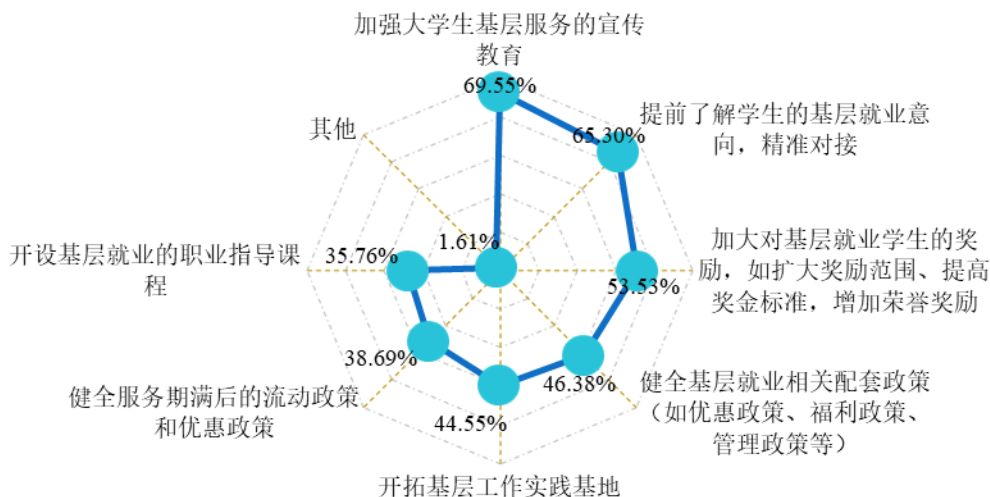 加强大学生基层服务的宣传
教育
69.55%
提前了解学生的基层就业意
向，精准对接
65.30%
加大对基层就业学生的奖
励，如扩大奖励范围、提高
奖金标准，增加荣誉奖励
53.53%
健全基层就业相关配套政策
（如优惠政策、福利政策、
管理政策等）
46.38%
开拓基层工作实践基地
44.55%
健全服务期满后的流动政策
和优惠政策
38.69%
开设基层就业的职业指导课
程
35.76%
其他
1.61%